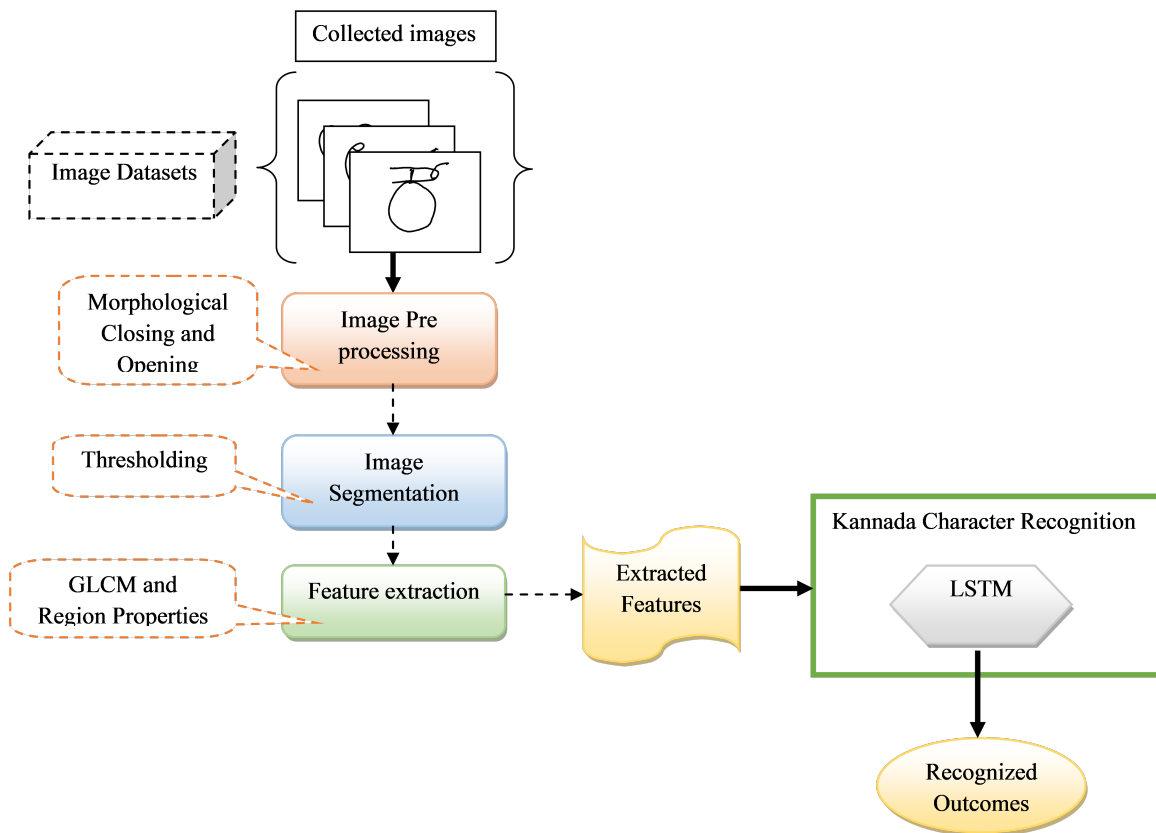 Collected images
Image Datasets
Morphological
Closing and
Opening
Image Pre
processing
Thresholding
Image
Segmentation
GLCM and
Region Properties
Feature extraction
Extracted
Features
Kannada Character Recognition
LSTM
Recognized
Outcomes